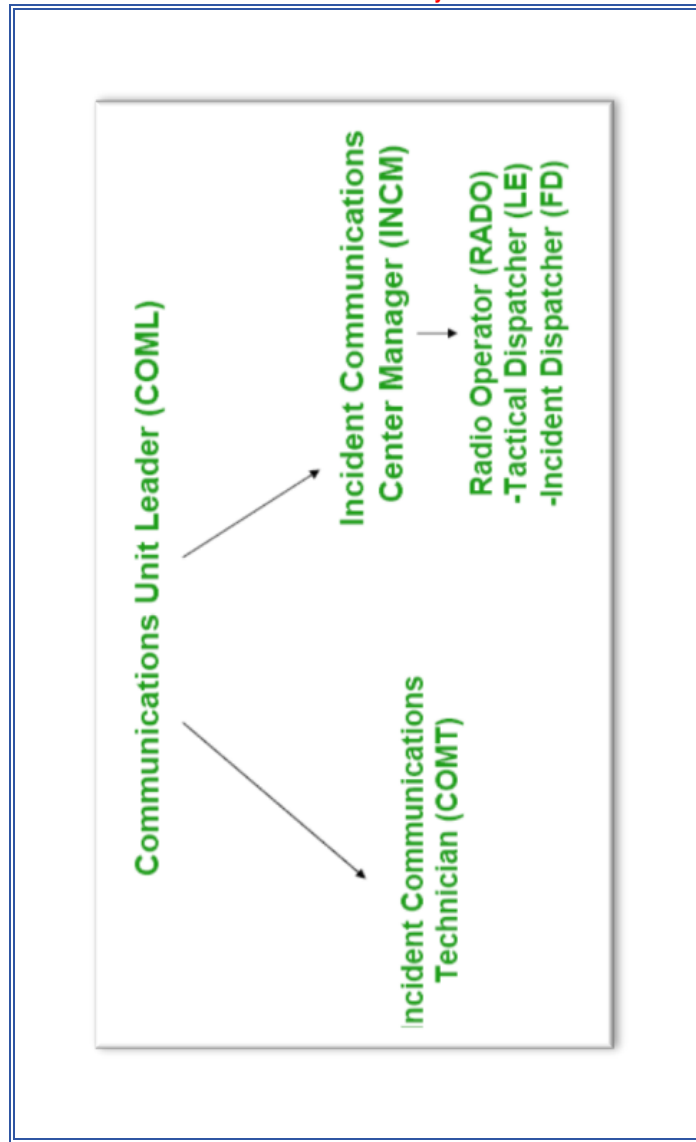 Communications Unit Leader (COML)
Incident Communications
Technician (COMT)
Incident Communications
Center Manager (INCM)
Radio Operator (RADO)
-Tactical Dispatcher (LE)
-Incident Dispatcher (FD)